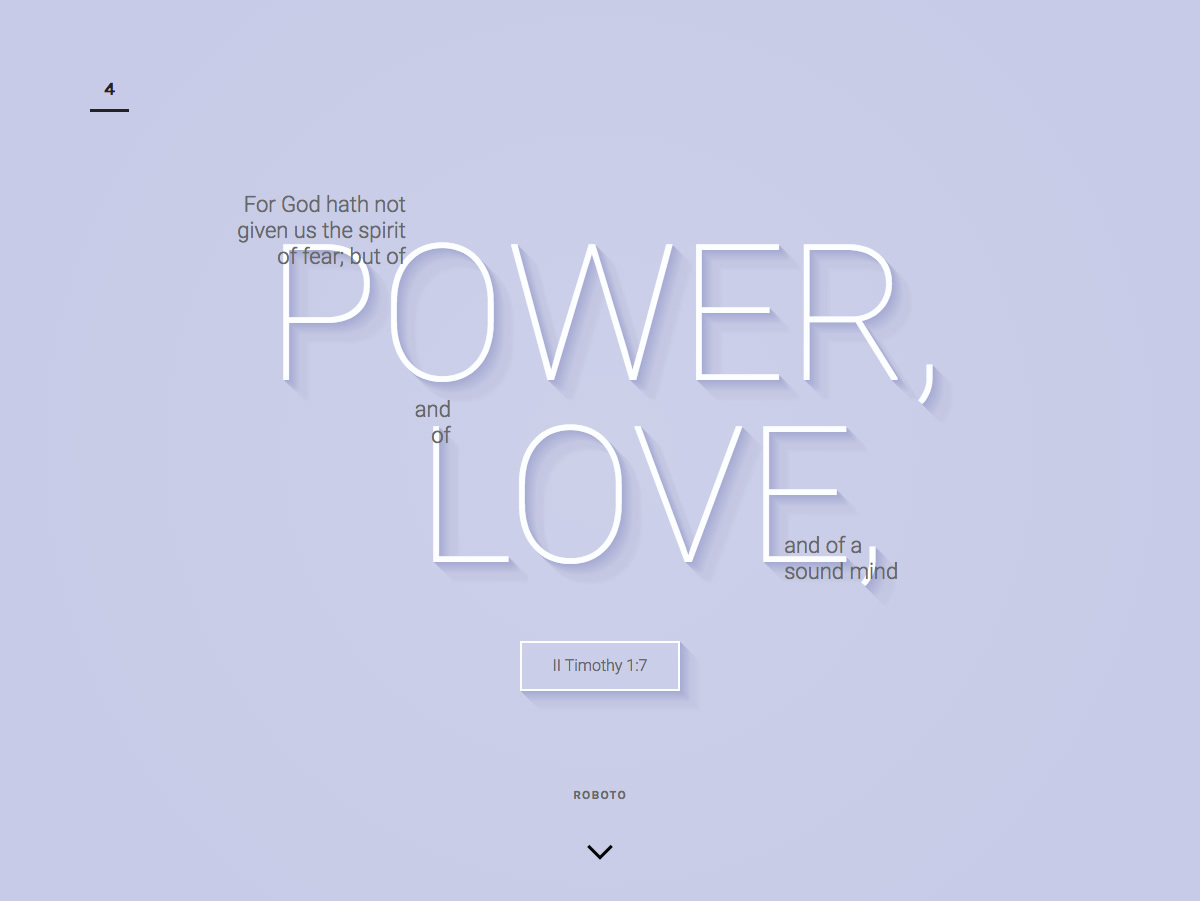 4
For God hath not
given us the spirit
of fear; but of
POWER,
and
of
LOVE,
and of a
sound mind
II Timothy 1:7
ROBOTO